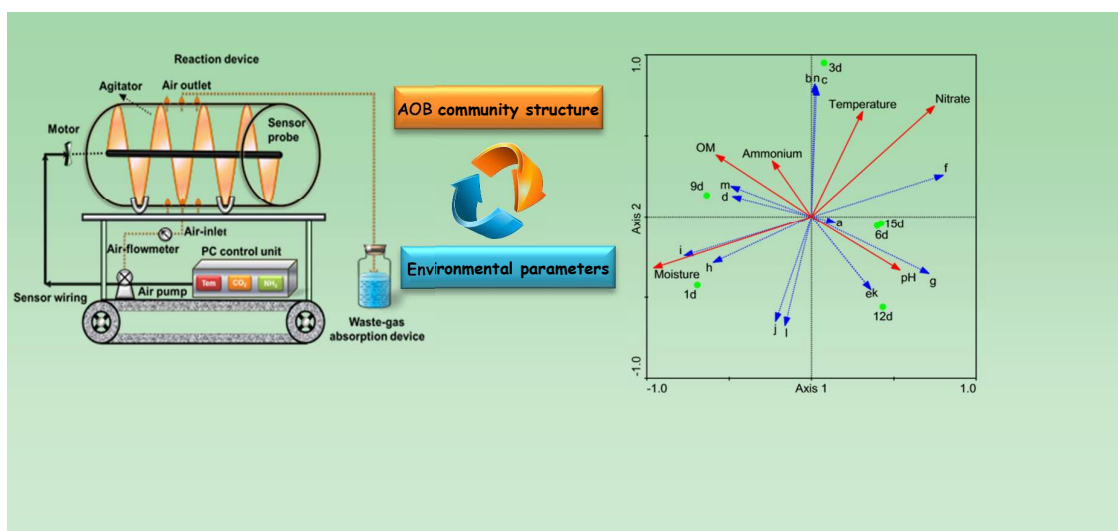 Reaction device
Agitator
Air outlet
Motor
Sensor
probe
Air-inlet
Air-flowmeter
PC control unit
Tem
CO2
NH3
Sensor wiring
Air pump
Waste-gas
absorption device
AOB community structure
Environmental parameters
1.0
Axis 2
-1.0
-1.0
Axis 1
1.0
b n c
3d
Temperature
Nitrate
OM
Ammonium
f
m
9d
d
a
15d
6d
i
h
Moisture
1d
pH
g
ek
12d
j
l